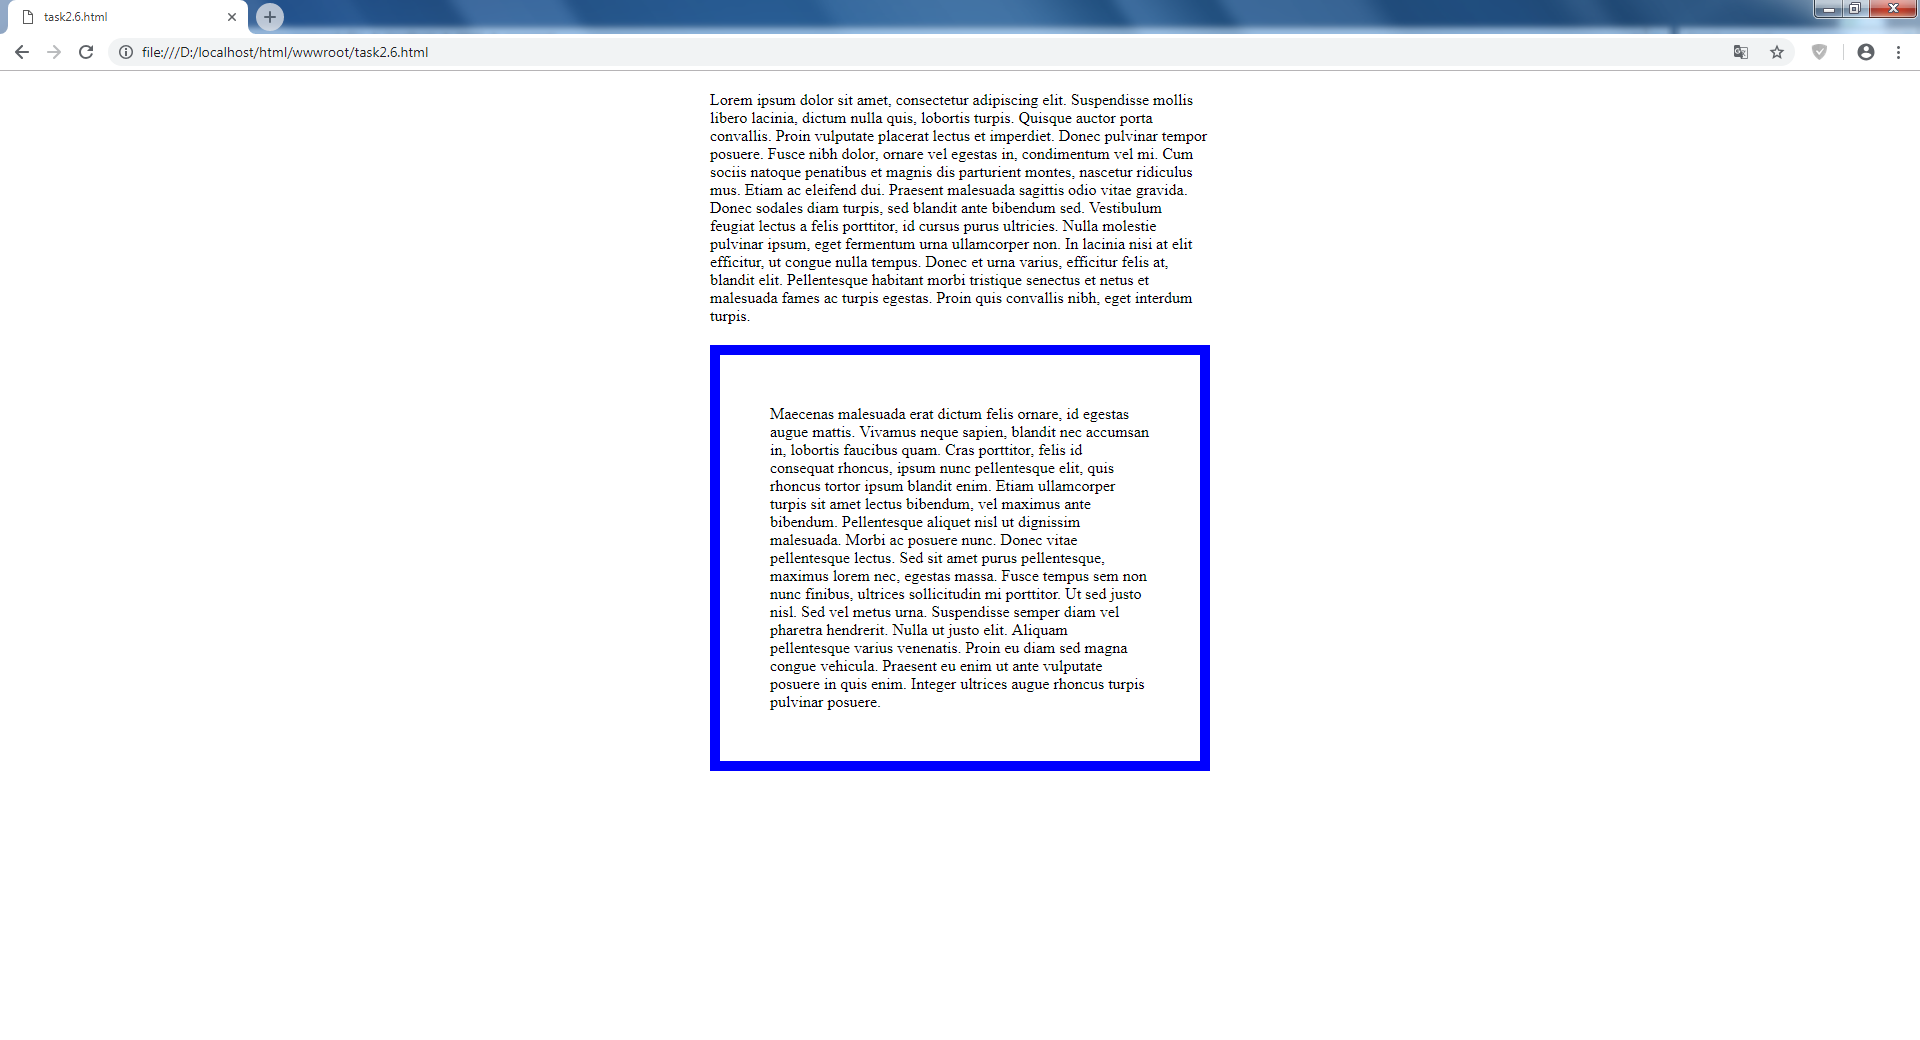 task2.6.html
file:///D:/localhost/html/wwwroot/task2.6.html
Lorem ipsum dolor sit amet, consectetur adipiscing elit. Suspendisse mollis
libero lacinia, dictum nulla quis, lobortis turpis. Quisque auctor porta
convallis. Proin vulputate placerat lectus et imperdiet. Donec pulvinar tempor
posuere. Fusce nibh dolor, ornare vel egestas in, condimentum vel mi. Cum
sociis natoque penatibus et magnis dis parturient montes, nascetur ridiculus
mus. Etiam ac eleifend dui. Praesent malesuada sagittis odio vitae gravida.
Donec sodales diam turpis, sed blandit ante bibendum sed. Vestibulum
feugiat lectus a felis porttitor, id cursus purus ultricies. Nulla molestie
pulvinar ipsum, eget fermentum urna ullamcorper non. In lacinia nisi at elit
efficitur, ut congue nulla tempus. Donec et urna varius, efficitur felis at,
blandit elit. Pellentesque habitant morbi tristique senectus et netus et
malesuada fames ac turpis egestas. Proin quis convallis nibh, eget interdum
turpis.
Maecenas malesuada erat dictum felis ornare, id egestas
augue mattis. Vivamus neque sapien, blandit nec accumsan
in, lobortis faucibus quam. Cras porttitor, felis id
consequat rhoncus, ipsum nunc pellentesque elit, quis
rhoncus tortor ipsum blandit enim. Etiam ullamcorper
turpis sit amet lectus bibendum, vel maximus ante
bibendum. Pellentesque aliquet nisl ut dignissim
malesuada. Morbi ac posuere nunc. Donec vitae
pellentesque lectus. Sed sit amet purus pellentesque,
maximus lorem nec, egestas massa. Fusce tempus sem non
nunc finibus, ultrices sollicitudin mi porttitor. Ut sed justo
nisl. Sed vel metus urna. Suspendisse semper diam vel
pharetra hendrerit. Nulla ut justo elit. Aliquam
pellentesque varius venenatis. Proin eu diam sed magna
congue vehicula. Praesent eu enim ut ante vulputate
posuere in quis enim. Integer ultrices augue rhoncus turpis
pulvinar posuere.